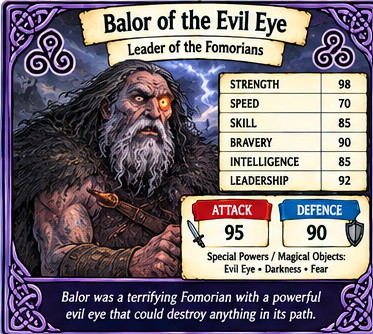 Balor of the Evil Eye
Leader of the Fomorians
STRENGTH 98
SPEED 70
SKILL 85
BRAVERY 90
INTELLIGENCE 85
LEADERSHIP 92
ATTACK DEFENCE
95 90
Special Powers / Magical Objects:
Evil Eye • Darkness • Fear
Balor was a terrifying Fomorian with a powerful
evil eye that could destroy anything in its path.